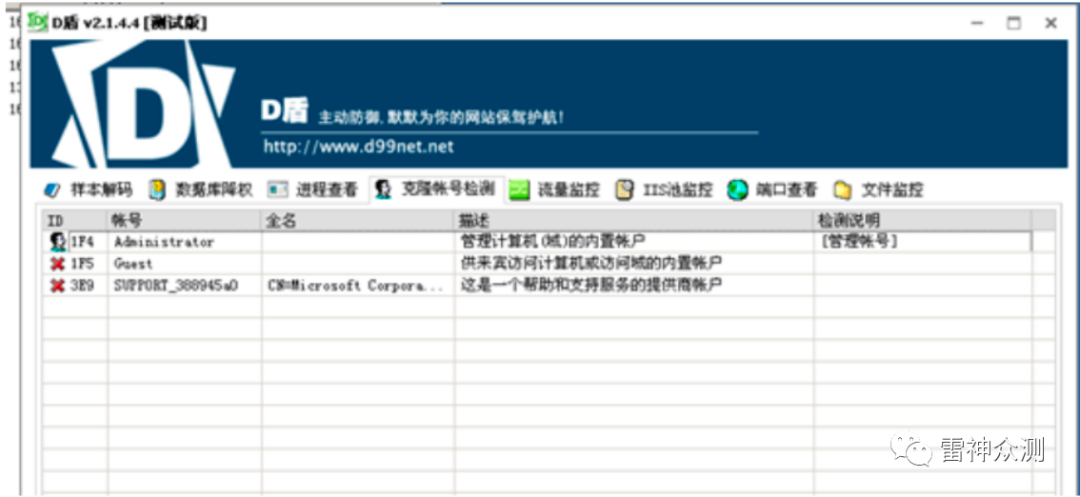 D盾 v2.1.4.4 [测试版]
D盾 主动防御,默默为你的网站保驾护航!
http://www.d99net.net
样本解码 数据库降权 进程查看 克隆帐号检测 流量监控 IIS池监控 端口查看 文件监控
ID 帐号 全名 描述 检测说明
1F4 Administrator 管理计算机(域)的内置帐户 [管理帐号]
1F5 Guest 供来宾访问计算机或访问域的内置帐户
3E9 SUPPORT_388945a0 CN=Microsoft Corpora... 这是一个帮助和支持服务的提供商帐户
雷神众测